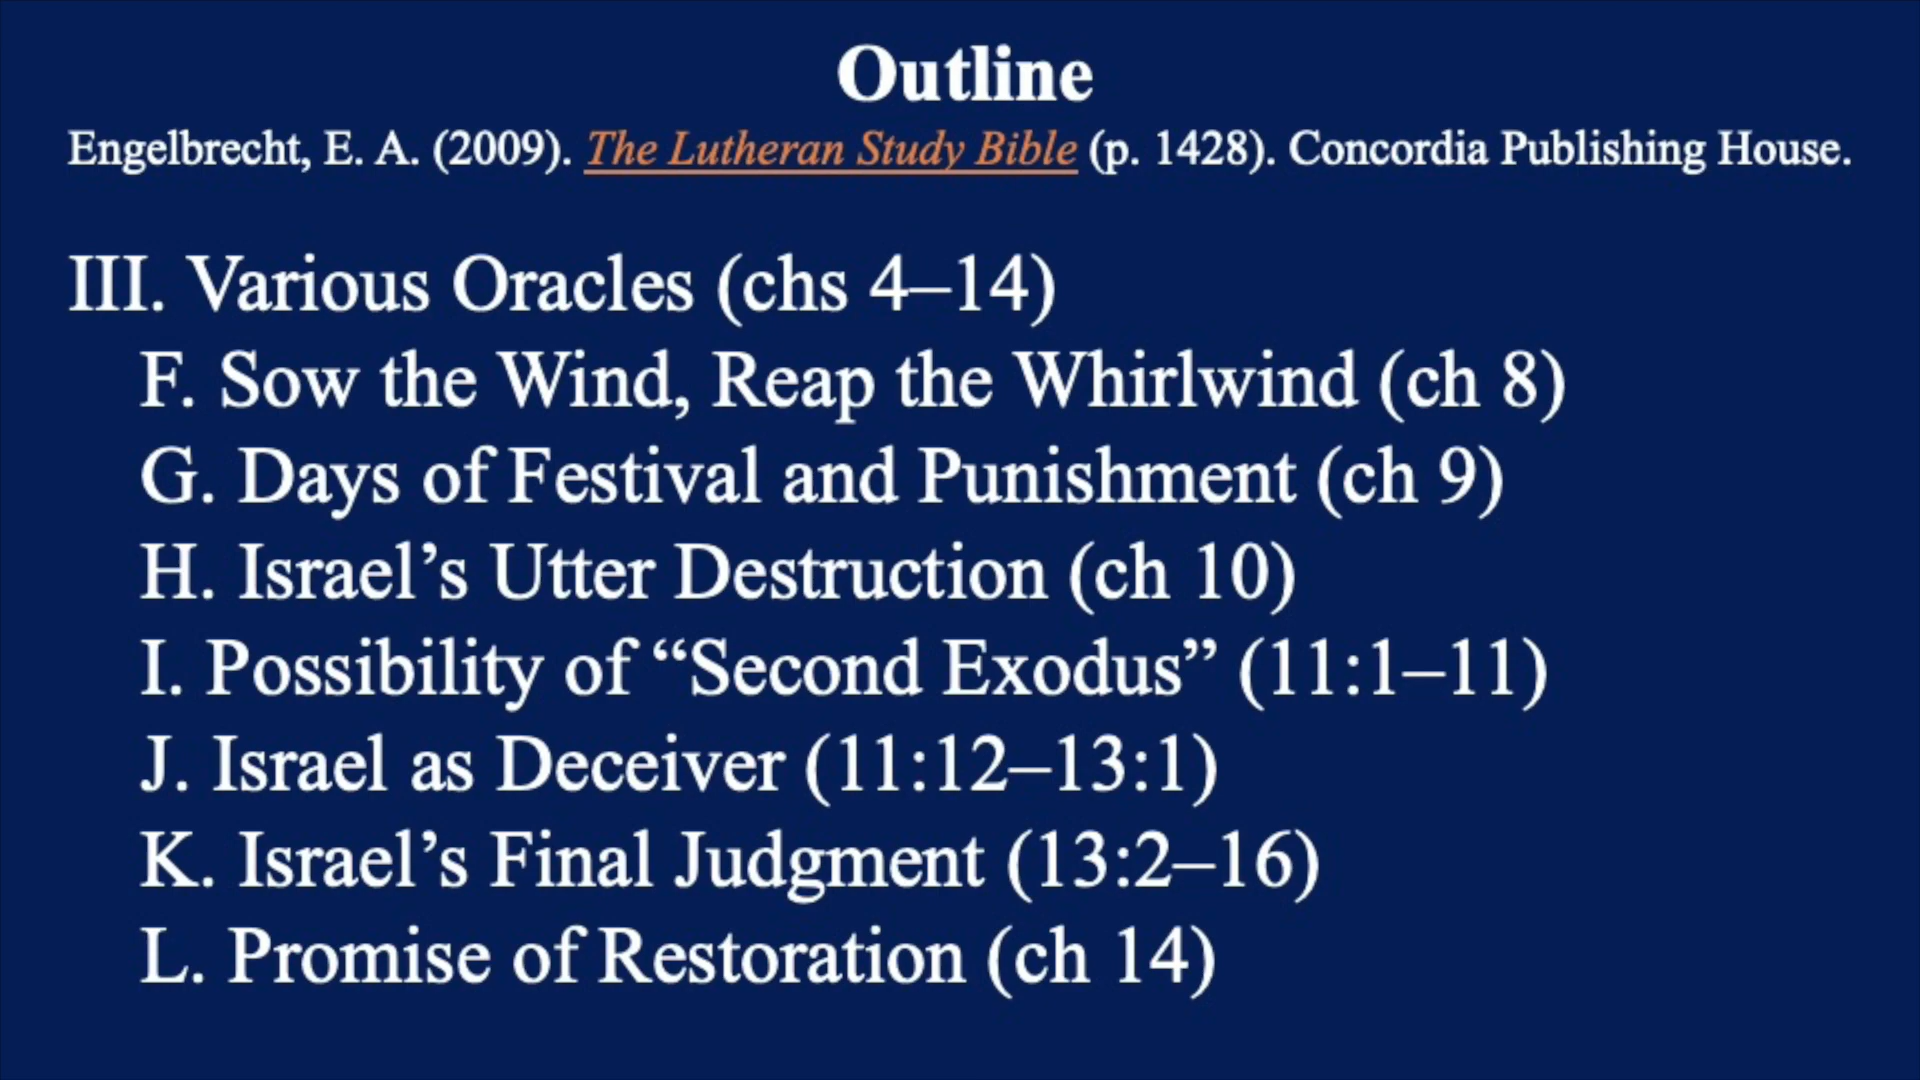 Outline
Engelbrecht, E. A. (2009). The Lutheran Study Bible (p. 1428). Concordia Publishing House.
III. Various Oracles (chs 4–14)
F. Sow the Wind, Reap the Whirlwind (ch 8)
G. Days of Festival and Punishment (ch 9)
H. Israel’s Utter Destruction (ch 10)
I. Possibility of “Second Exodus” (11:1–11)
J. Israel as Deceiver (11:12–13:1)
K. Israel’s Final Judgment (13:2–16)
L. Promise of Restoration (ch 14)